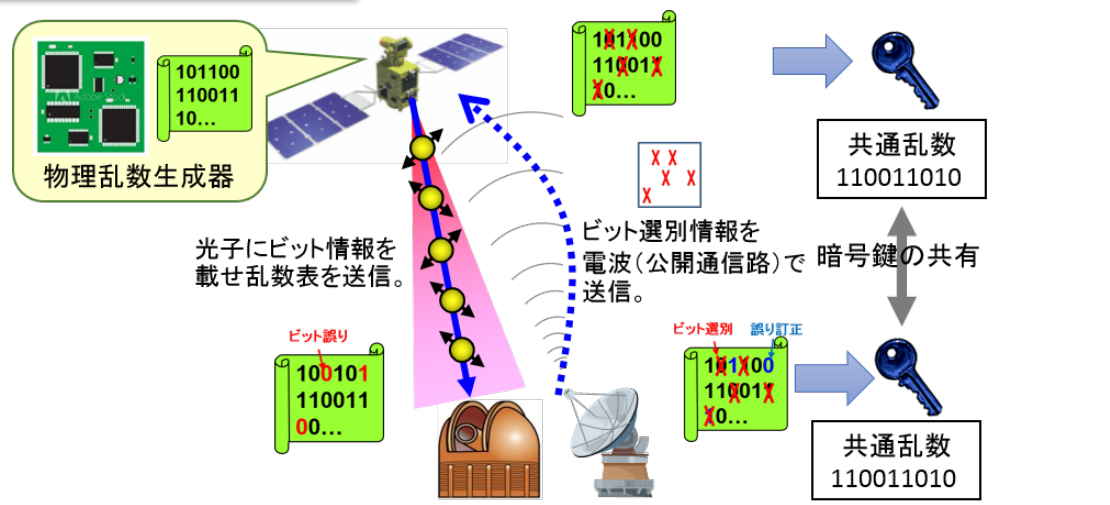 101100
110011
10...
物理乱数生成器
101100
110011
10...
共通乱数
110011010
光子にビット情報を
載せ乱数表を送信。
ビット選別情報を
電波（公開通信路）で
送信。
暗号鍵の共有
ビット誤り
100101
110011
00...
ビット選別
誤り訂正
101100
110011
10...
共通乱数
110011010